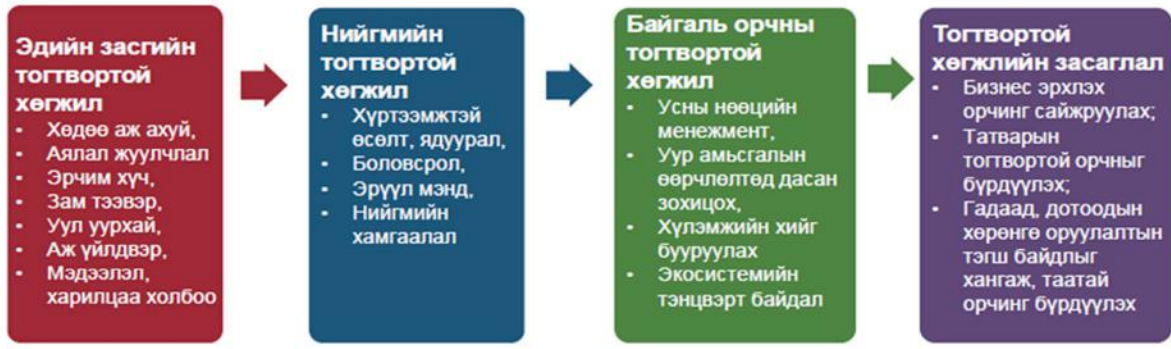 Эдийн засгийн
тогтвортой
хөгжил
• Хөдөө аж ахуй,
• Аялал жуулчлал
• Эрчим хүч,
• Зам тээвэр,
• Уул уурхай,
• Аж үйлдвэр,
• Мэдээлэл,
харилцаа холбоо
Нийгмийн
тогтвортой
хөгжил
• Хүртээмжтэй
өсөлт, ядуурал,
• Боловсрол,
• Эрүүл мэнд,
• Нийгмийн
хамгаалал
Байгаль орчны
тогтвортой
хөгжил
• Усны нөөцийн
менежмент,
• Уур амьсгалын
өөрчлөлтөд дасан
зохицох,
• Хүлэмжийн хийг
бууруулах
• Экосистемийн
тэнцвэрт байдал
Тогтвортой
хөгжлийн засаглал
• Бизнес эрхлэх
орчинг сайжруулах;
• Татварын
тогтвортой орчныг
бүрдүүлэх;
• Гадаад, дотоодын
хөрөнгө оруулалтын
тэгш байдлыг
хангаж, таатай
орчинг бүрдүүлэх